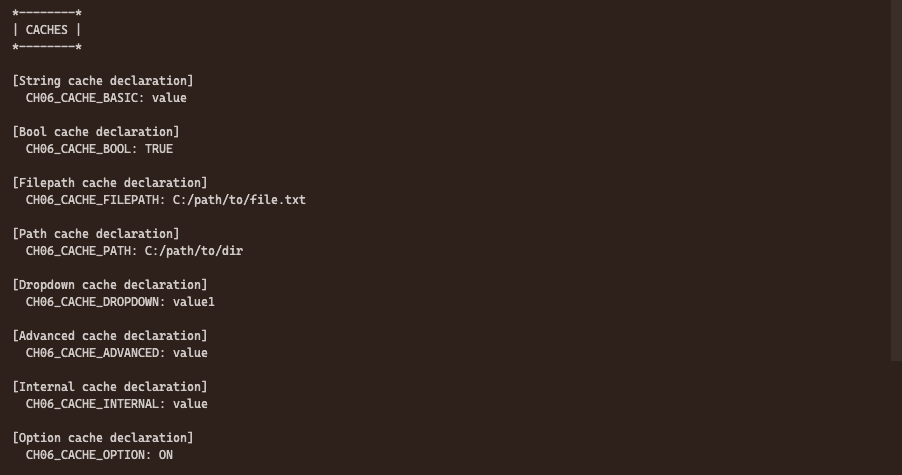 *--------*
| CACHES |
*--------*
[String cache declaration]
CH06_CACHE_BASIC: value
[Bool cache declaration]
CH06_CACHE_BOOL: TRUE
[Filepath cache declaration]
CH06_CACHE_FILEPATH: C:/path/to/file.txt
[Path cache declaration]
CH06_CACHE_PATH: C:/path/to/dir
[Dropdown cache declaration]
CH06_CACHE_DROPDOWN: value1
[Advanced cache declaration]
CH06_CACHE_ADVANCED: value
[Internal cache declaration]
CH06_CACHE_INTERNAL: value
[Option cache declaration]
CH06_CACHE_OPTION: ON